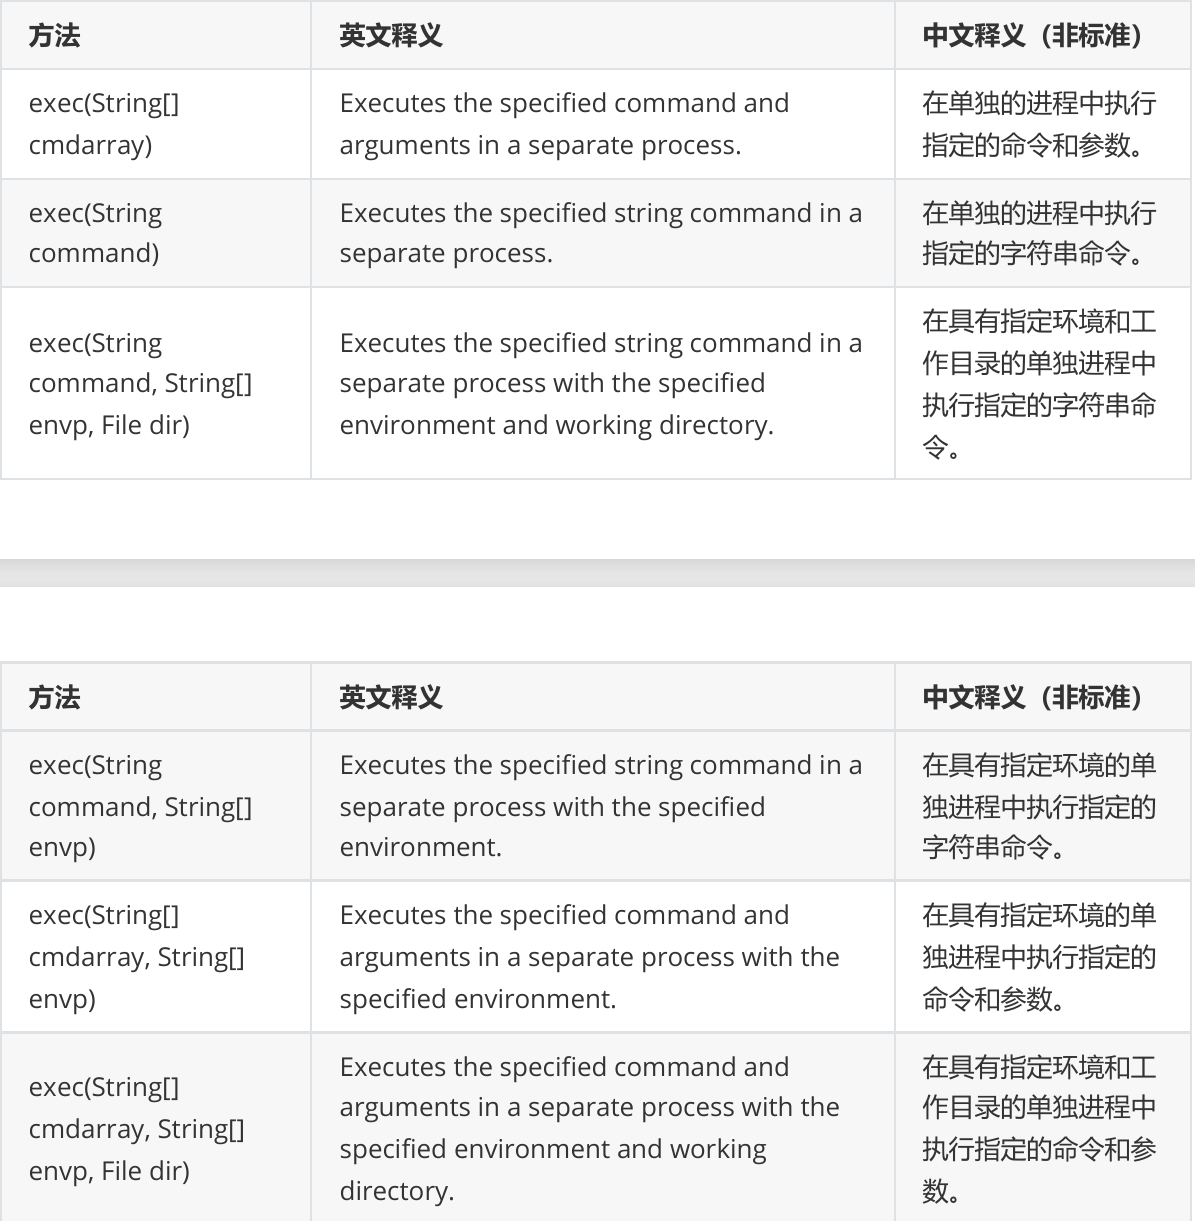 方法
英文释义
中文释义（非标准）
exec(String[]
cmdarray)
Executes the specified command and
arguments in a separate process.
在单独的进程中执行
指定的命令和参数。
exec(String
command)
Executes the specified string command in a
separate process.
在单独的进程中执行
指定的字符串命令。
exec(String
command, String[]
envp, File dir)
Executes the specified string command in a
separate process with the specified
environment and working directory.
在具有指定环境和工
作目录的单独进程中
执行指定的字符串命
令。
方法
英文释义
中文释义（非标准）
exec(String
command, String[]
envp)
Executes the specified string command in a
separate process with the specified
environment.
在具有指定环境的单
独进程中执行指定的
字符串命令。
exec(String[]
cmdarray, String[]
envp)
Executes the specified command and
arguments in a separate process with the
specified environment.
在具有指定环境的单
独进程中执行指定的
命令和参数。
exec(String[]
cmdarray, String[]
envp, File dir)
Executes the specified command and
arguments in a separate process with the
specified environment and working
directory.
在具有指定环境和工
作目录的单独进程中
执行指定的命令和参
数。